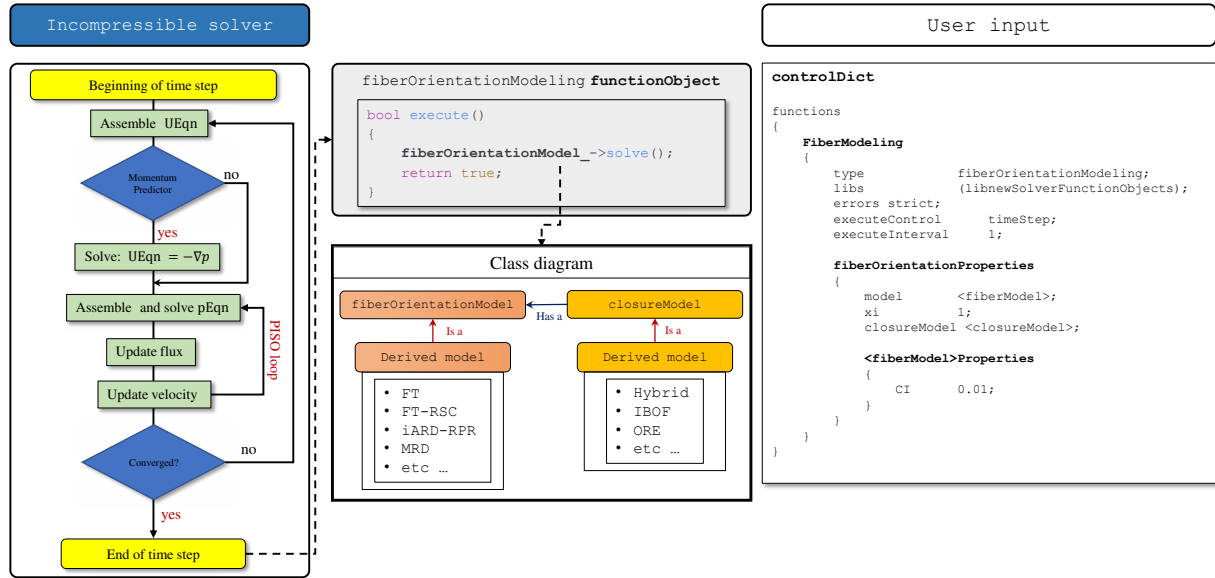 Incompressible solver
Beginning of time step
Assemble UEqn
Momentum
Predictor
no
yes
Solve: UEqn = −∇p
Assemble and solve pEqn
PISO loop
Update flux
Update velocity
Converged?
no
yes
End of time step
fiberOrientationModeling functionObject
bool execute()
{
fiberOrientationModel_->solve();
return true;
}
Class diagram
fiberOrientationModel
Has a
closureModel
Is a
Is a
Derived model
Derived model
• FT
• FT-RSC
• iARD-RPR
• MRD
• etc …
• Hybrid
• IBOF
• ORE
• etc …
User input
controlDict
functions
{
FiberModeling
{
type fiberOrientationModeling;
libs (libnewSolverFunctionObjects);
errors strict;
executeControl timeStep;
executeInterval 1;
fiberOrientationProperties
{
model <fiberModel>;
xi 1;
closureModel <closureModel>;
<fiberModel>Properties
{
CI 0.01;
}
}
}
}